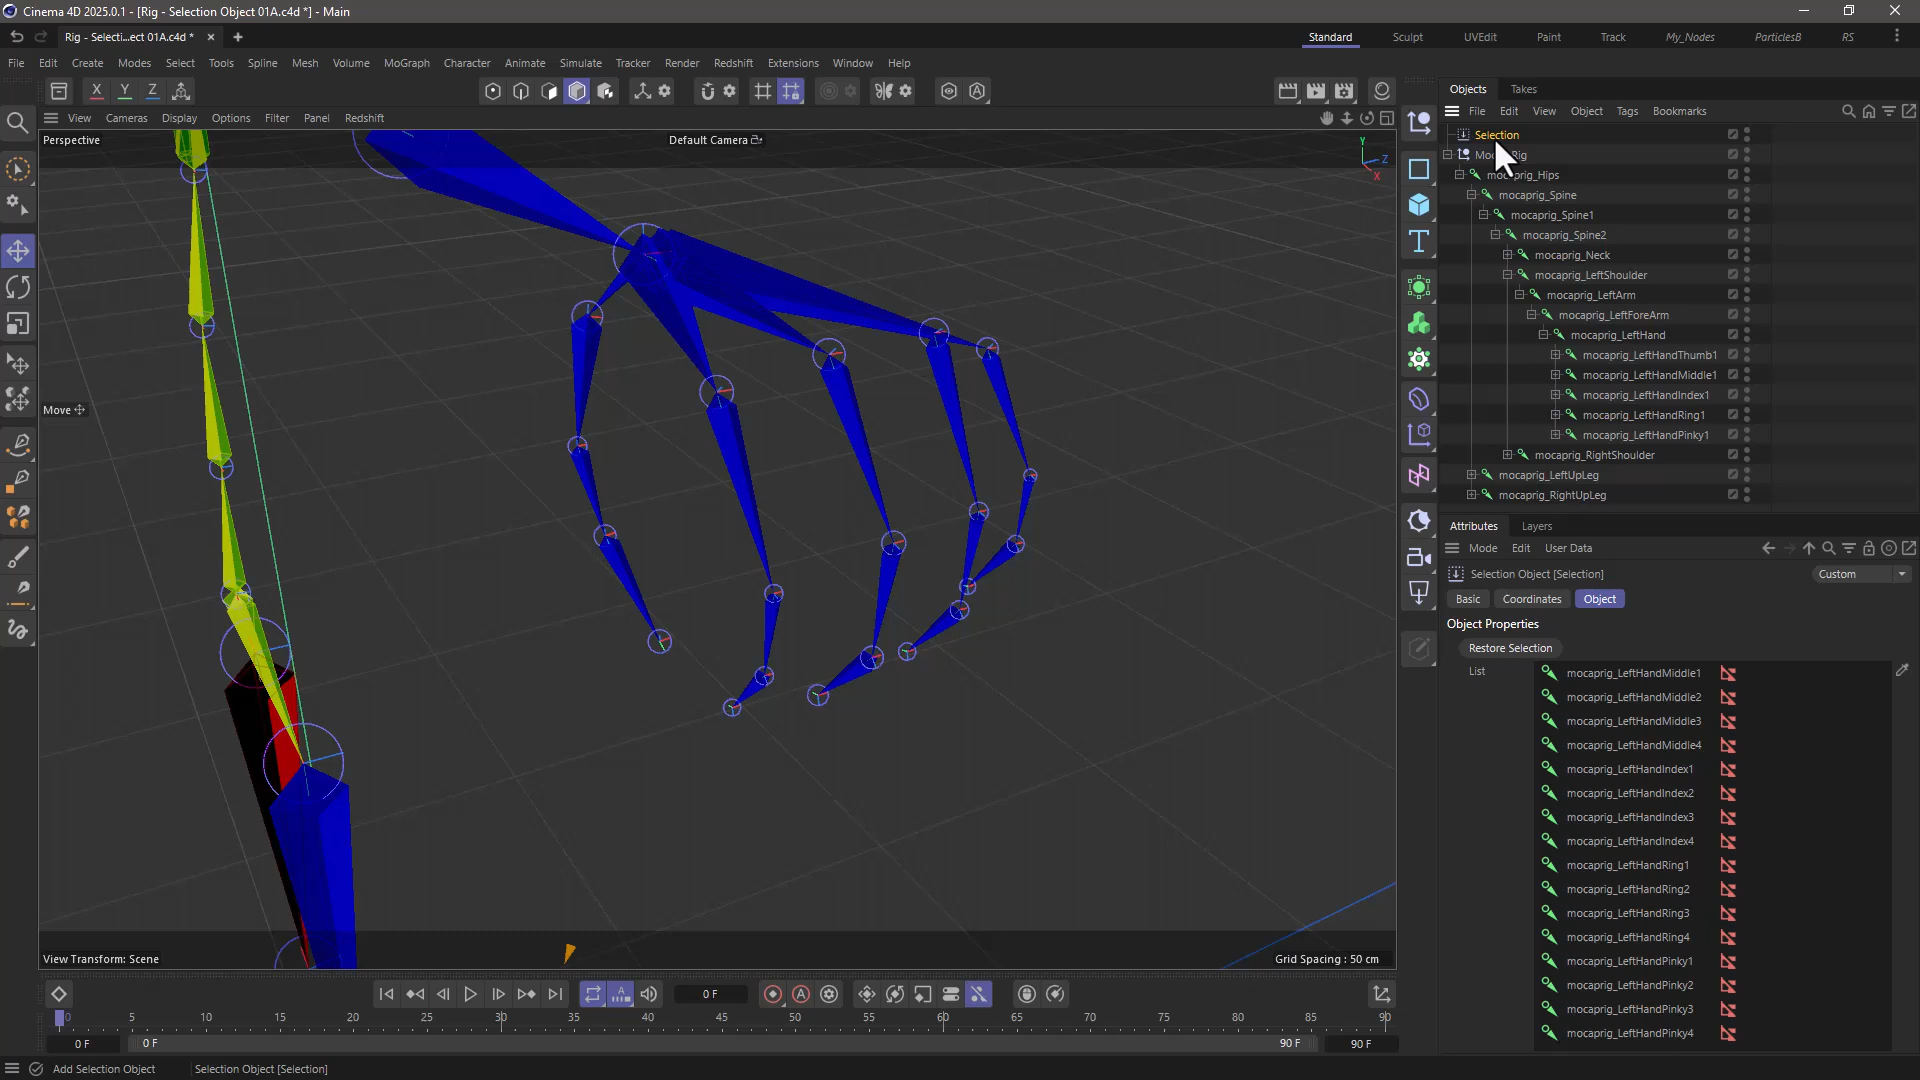 Cinema 4D 2025.0.1 - [Rig - Selection Object 01A.c4d *] - Main
Rig - Selecti...ect 01A.c4d *
Standard Sculpt UVEdit Paint Track My_Nodes Particles8 RS
File Edit Create Modes Select Tools Spline Mesh Volume MoGraph Character Animate Simulate Tracker Render Redshift Extensions Window Help
X Y Z
View Cameras Display Options Filter Panel Redshift
Perspective
Default Camera
Y
Z
X
Move
View Transform: Scene
Grid Spacing : 50 cm
Objects Takes
File Edit View Object Tags Bookmarks
Selection
mocaprig_Hips
mocaprig_Spine
mocaprig_Spine1
mocaprig_Spine2
mocaprig_Neck
mocaprig_LeftShoulder
mocaprig_LeftArm
mocaprig_LeftForeArm
mocaprig_LeftHand
mocaprig_LeftHandThumb1
mocaprig_LeftHandMiddle1
mocaprig_LeftHandIndex1
mocaprig_LeftHandRing1
mocaprig_LeftHandPinky1
mocaprig_RightShoulder
mocaprig_LeftUpLeg
mocaprig_RightUpLeg
Attributes Layers
Mode Edit User Data
Selection Object [Selection]
Custom
Basic Coordinates Object
Object Properties
Restore Selection
List
mocaprig_LeftHandMiddle1
mocaprig_LeftHandMiddle2
mocaprig_LeftHandMiddle3
mocaprig_LeftHandMiddle4
mocaprig_LeftHandIndex1
mocaprig_LeftHandIndex2
mocaprig_LeftHandIndex3
mocaprig_LeftHandIndex4
mocaprig_LeftHandRing1
mocaprig_LeftHandRing2
mocaprig_LeftHandRing3
mocaprig_LeftHandRing4
mocaprig_LeftHandPinky1
mocaprig_LeftHandPinky2
mocaprig_LeftHandPinky3
mocaprig_LeftHandPinky4
0 F
0 5 10 15 20 25 30 35 40 45 50 55 60 65 70 75 80 85 90
0 F 0 F 90 F 90 F
Add Selection Object Selection Object [Selection]